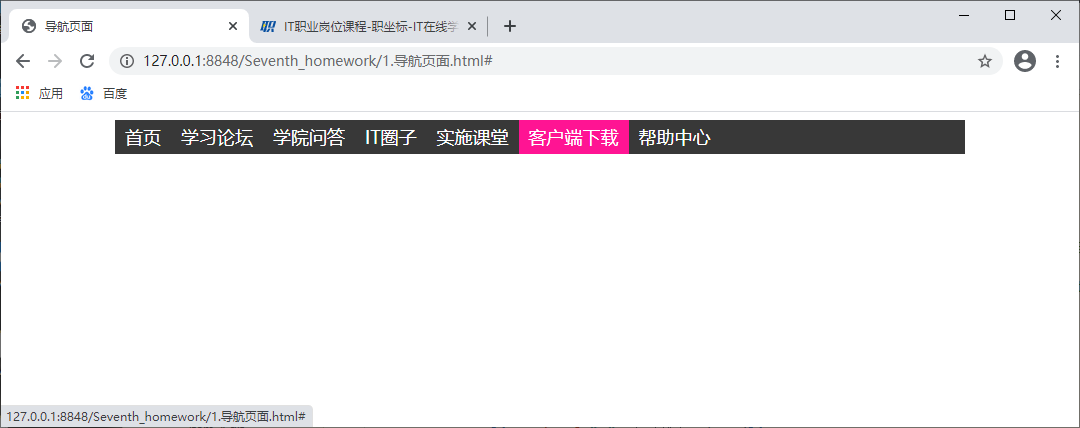 导航页面
IT职业岗位课程-职坐标-IT在线学
127.0.0.1:8848/Seventh_homework/1.导航页面.html#
应用 百度
首页 学习论坛 学院问答 IT圈子 实施课堂 客户端下载 帮助中心
127.0.0.1:8848/Seventh_homework/1.导航页面.html#